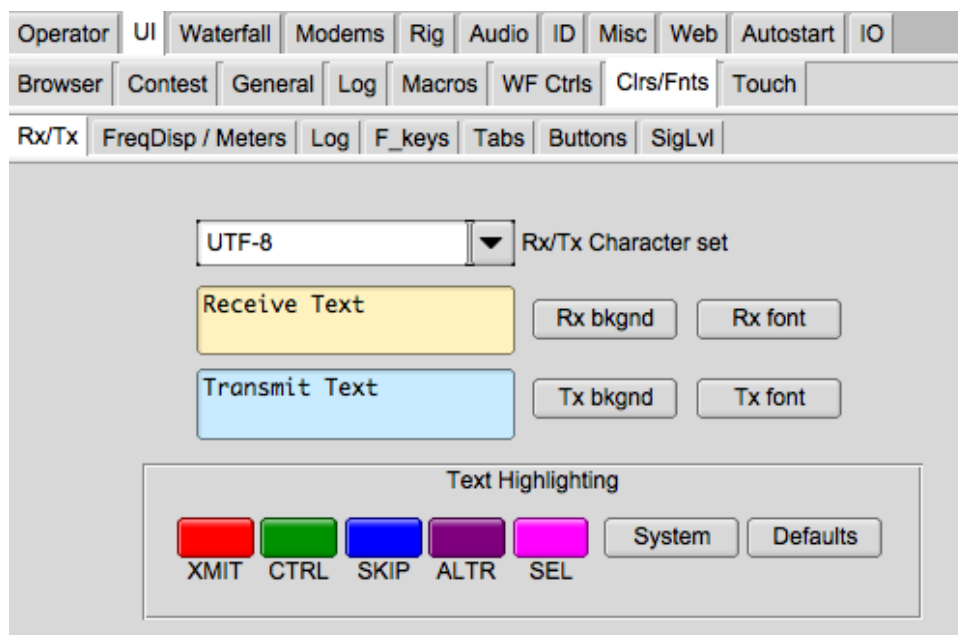 Operator UI Waterfall Modems Rig Audio ID Misc Web Autostart IO
Browser Contest General Log Macros WF Ctrls Clrs/Fnts Touch
Rx/Tx FreqDisp / Meters Log F_keys Tabs Buttons SigLvl
UTF-8 Rx/Tx Character set
Receive Text Rx bkgnd Rx font
Transmit Text Tx bkgnd Tx font
Text Highlighting
System Defaults
XMIT CTRL SKIP ALTR SEL